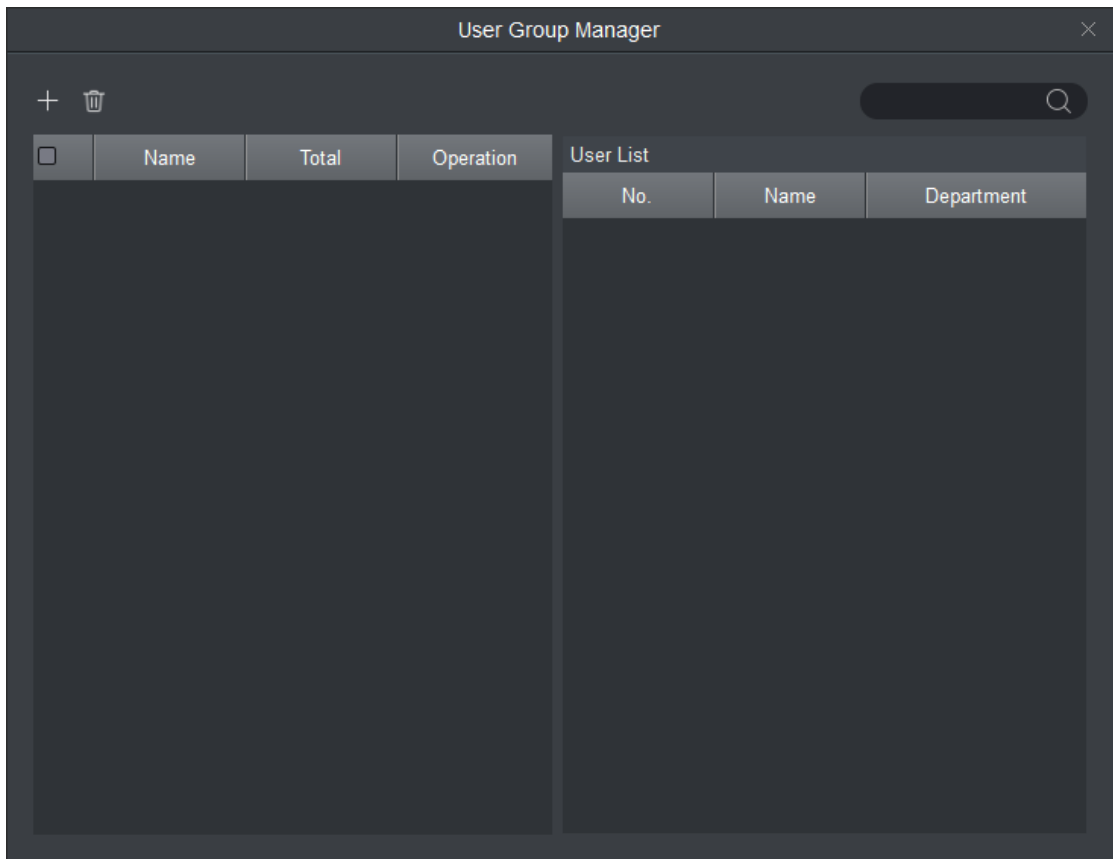 User Group Manager
Name Total Operation
User List
No. Name Department